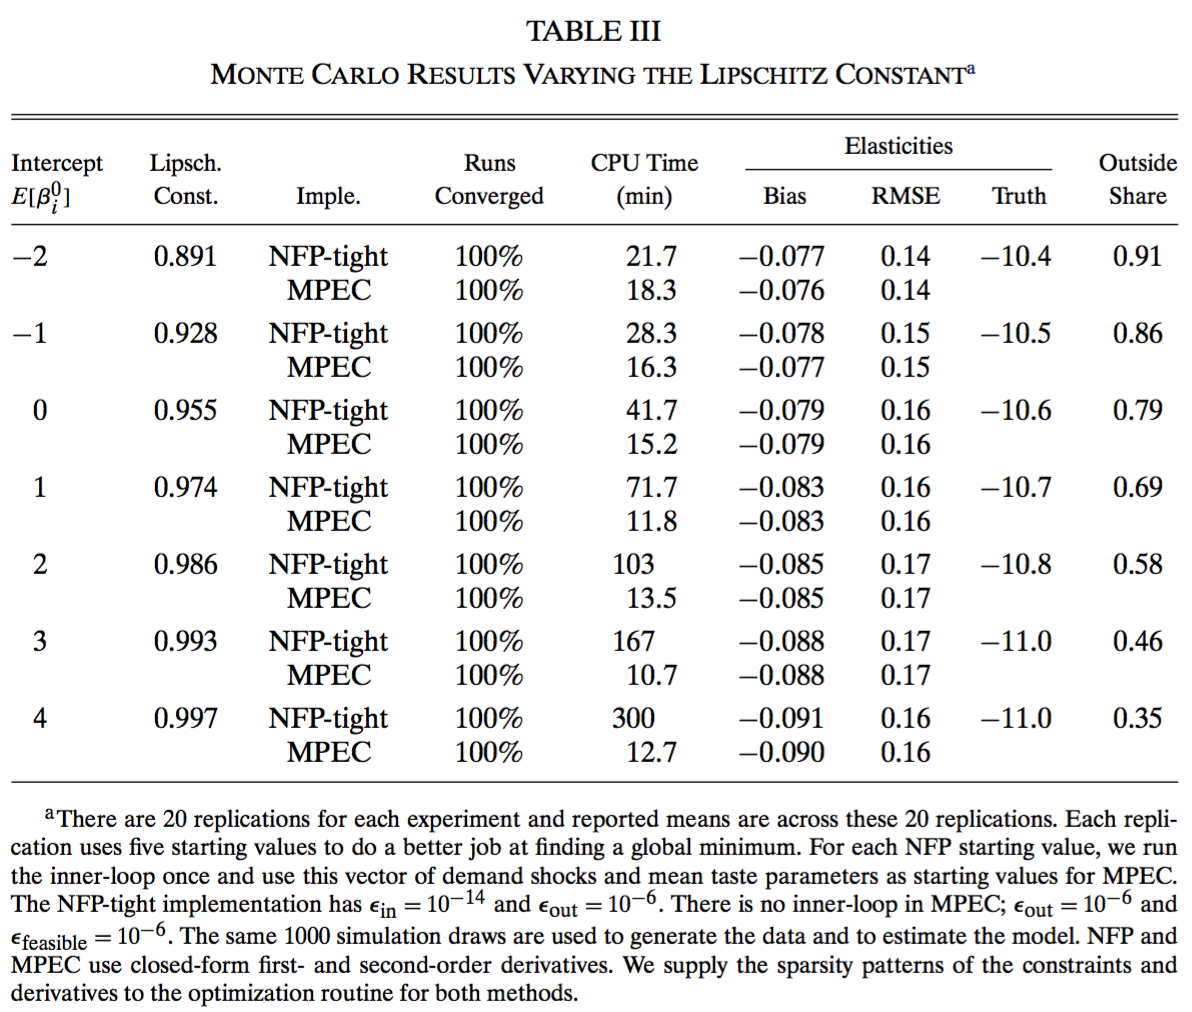 TABLE III
MONTE CARLO RESULTS VARYING THE LIPSCHITZ CONSTANTᵃ
Elasticities
Intercept Lipsch. Runs CPU Time Outside
E[β⁰ᵢ] Const. Imple. Converged (min) Bias RMSE Truth Share
−2 0.891 NFP-tight 100% 21.7 −0.077 0.14 −10.4 0.91
MPEC 100% 18.3 −0.076 0.14
−1 0.928 NFP-tight 100% 28.3 −0.078 0.15 −10.5 0.86
MPEC 100% 16.3 −0.077 0.15
0 0.955 NFP-tight 100% 41.7 −0.079 0.16 −10.6 0.79
MPEC 100% 15.2 −0.079 0.16
1 0.974 NFP-tight 100% 71.7 −0.083 0.16 −10.7 0.69
MPEC 100% 11.8 −0.083 0.16
2 0.986 NFP-tight 100% 103 −0.085 0.17 −10.8 0.58
MPEC 100% 13.5 −0.085 0.17
3 0.993 NFP-tight 100% 167 −0.088 0.17 −11.0 0.46
MPEC 100% 10.7 −0.088 0.17
4 0.997 NFP-tight 100% 300 −0.091 0.16 −11.0 0.35
MPEC 100% 12.7 −0.090 0.16
ᵃThere are 20 replications for each experiment and reported means are across these 20 replications. Each repli-
cation uses five starting values to do a better job at finding a global minimum. For each NFP starting value, we run
the inner-loop once and use this vector of demand shocks and mean taste parameters as starting values for MPEC.
The NFP-tight implementation has ϵin = 10⁻¹⁴ and ϵout = 10⁻⁶. There is no inner-loop in MPEC; ϵout = 10⁻⁶ and
ϵfeasible = 10⁻⁶. The same 1000 simulation draws are used to generate the data and to estimate the model. NFP and
MPEC use closed-form first- and second-order derivatives. We supply the sparsity patterns of the constraints and
derivatives to the optimization routine for both methods.